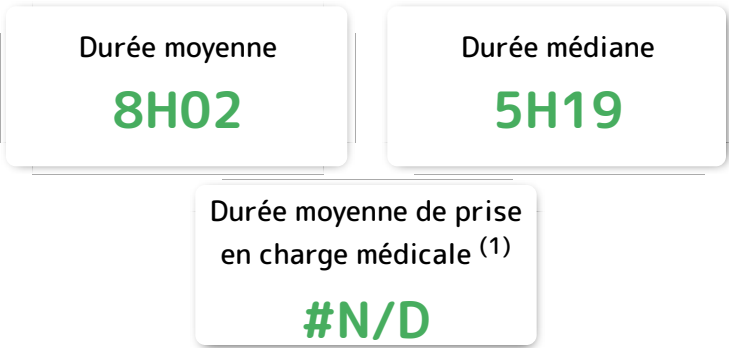 Durée moyenne
8H02
Durée médiane
5H19
Durée moyenne de prise
en charge médicale (1)
#N/D